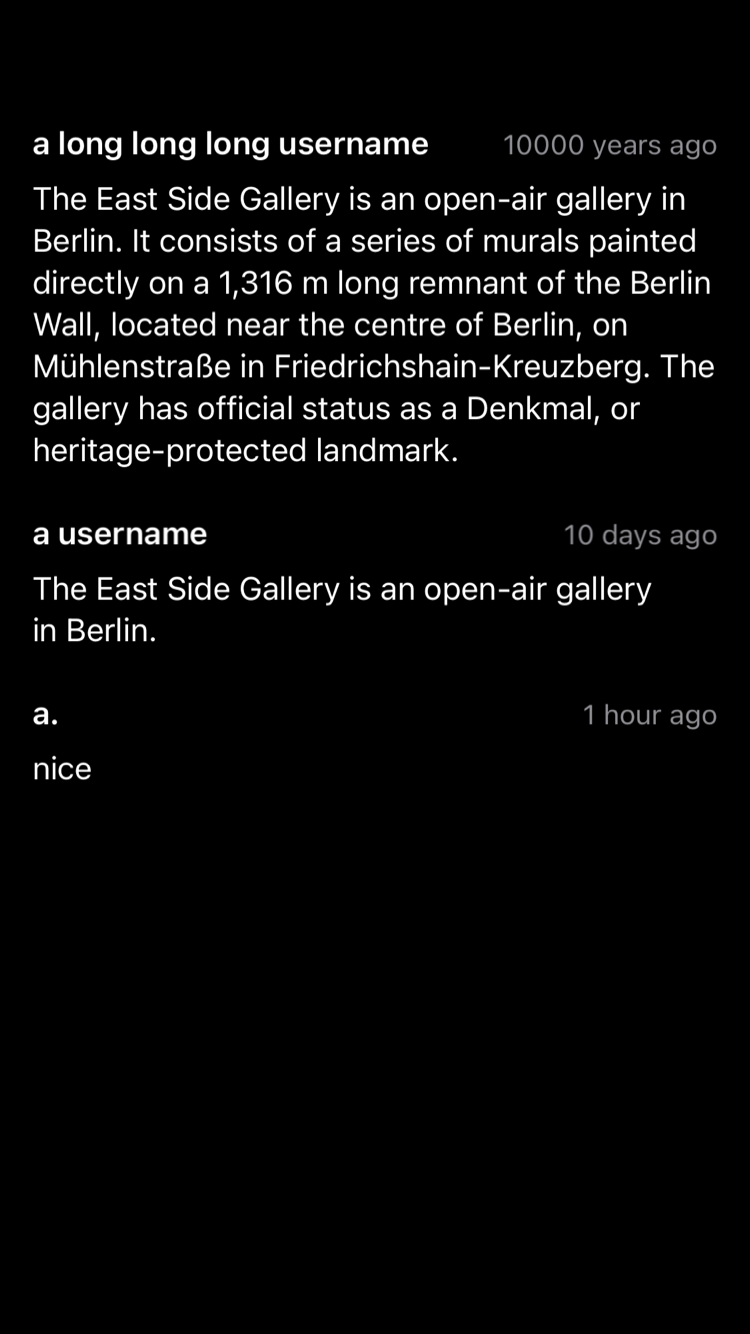 a long long long username 10000 years ago
The East Side Gallery is an open-air gallery in
Berlin. It consists of a series of murals painted
directly on a 1,316 m long remnant of the Berlin
Wall, located near the centre of Berlin, on
Mühlenstraße in Friedrichshain-Kreuzberg. The
gallery has official status as a Denkmal, or
heritage-protected landmark.
a username 10 days ago
The East Side Gallery is an open-air gallery
in Berlin.
a. 1 hour ago
nice